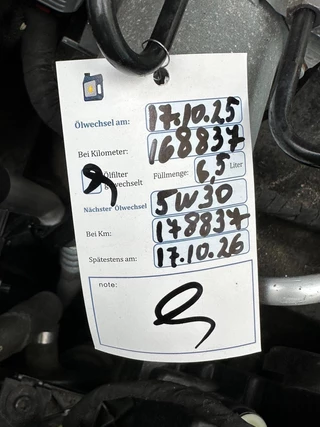 Ölwechsel am: 17.10.25
Bei Kilometer: 168837
Ölfilter gewechselt Füllmenge: 6,5 Liter
Nächster Ölwechsel 5W30
Bei Km: 178837
Spätestens am: 17.10.26
note: